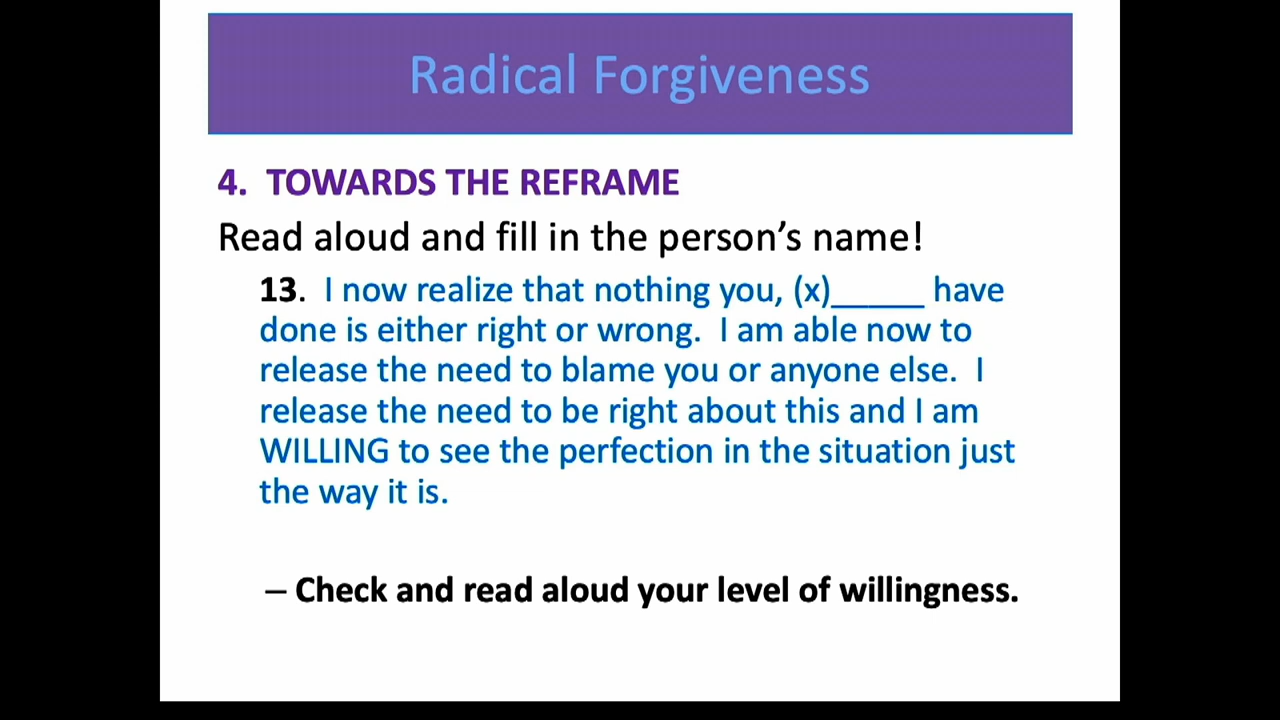 Radical Forgiveness
4. TOWARDS THE REFRAME
Read aloud and fill in the person’s name!
13. I now realize that nothing you, (x)_____ have
done is either right or wrong. I am able now to
release the need to blame you or anyone else. I
release the need to be right about this and I am
WILLING to see the perfection in the situation just
the way it is.
– Check and read aloud your level of willingness.